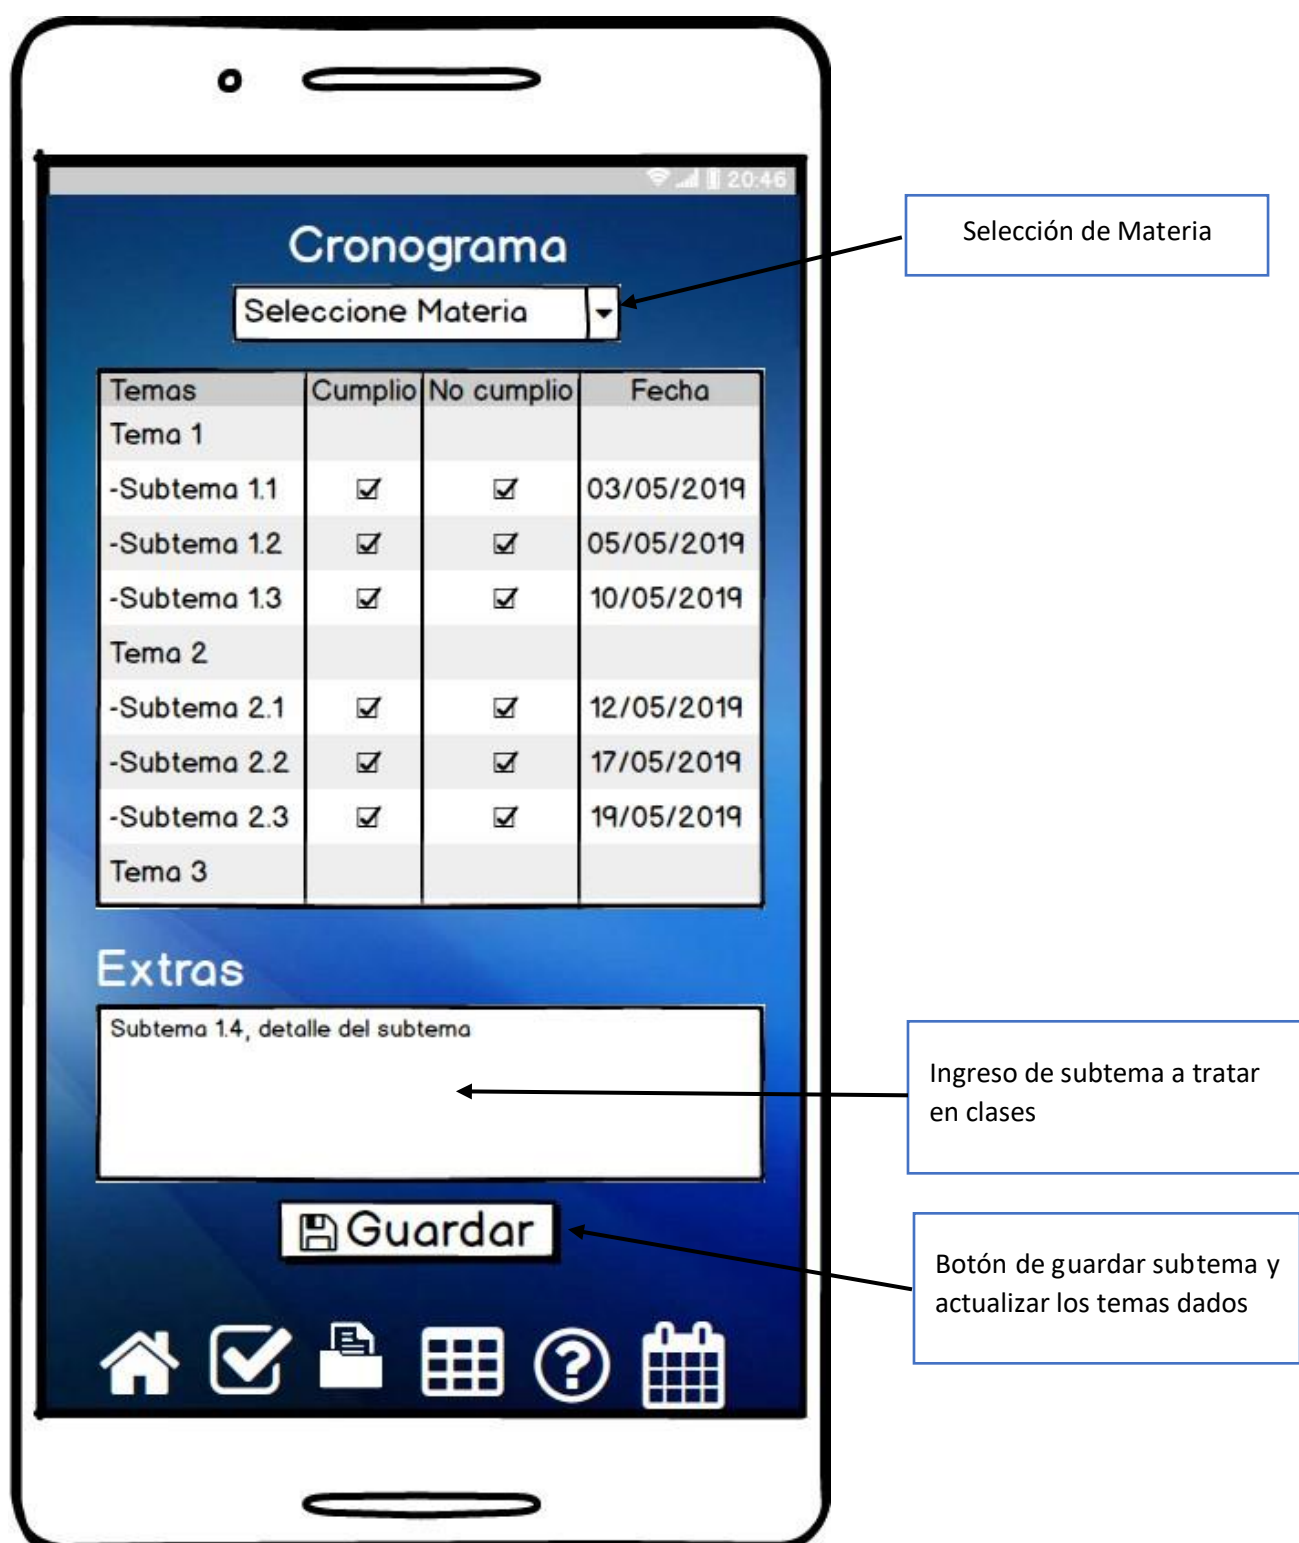 20:46
Cronograma
Seleccione Materia
Temas Cumplio No cumplio Fecha
Tema 1
-Subtema 1.1 03/05/2019
-Subtema 1.2 05/05/2019
-Subtema 1.3 10/05/2019
Tema 2
-Subtema 2.1 12/05/2019
-Subtema 2.2 17/05/2019
-Subtema 2.3 19/05/2019
Tema 3
Extras
Subtema 1.4, detalle del subtema
Guardar
Selección de Materia
Ingreso de subtema a tratar
en clases
Botón de guardar subtema y
actualizar los temas dados